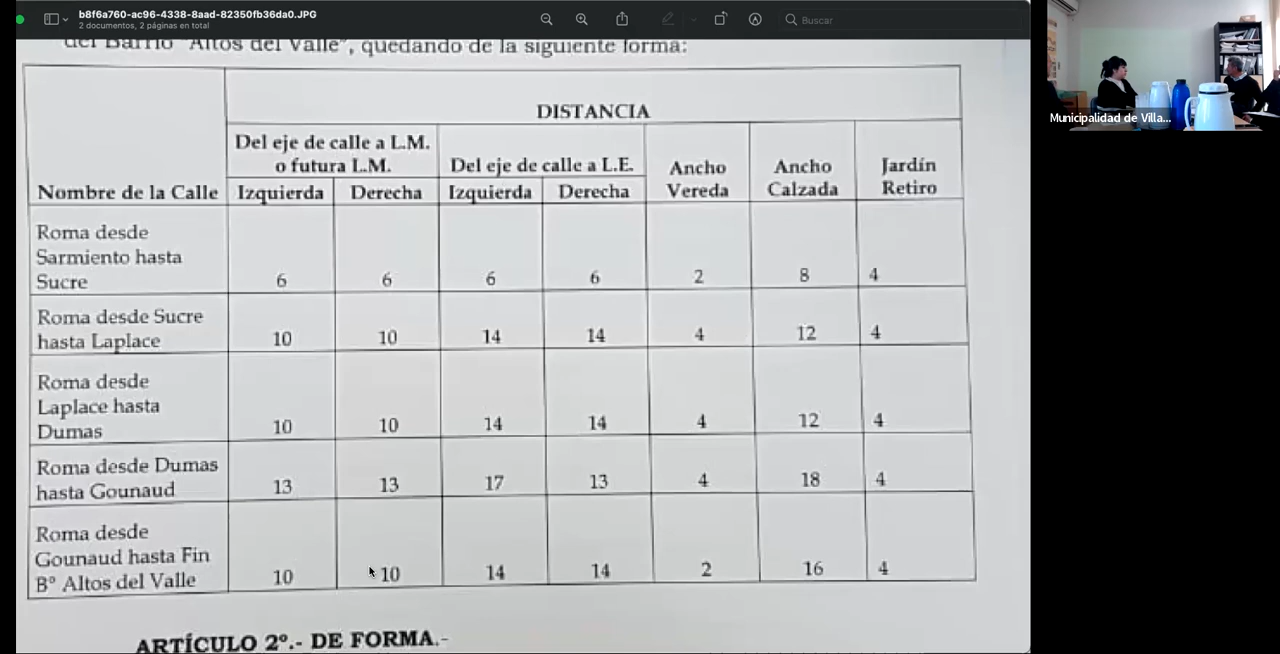 b8f6a760-ac96-4338-8aad-82350fb36da0.JPG
2 documentos, 2 páginas en total
Buscar
Municipalidad de Villa...
del Barrio "Altos del Valle", quedando de la siguiente forma:
DISTANCIA
Del eje de calle a L.M. o futura L.M. Del eje de calle a L.E. Ancho Vereda Ancho Calzada Jardín Retiro
Nombre de la Calle Izquierda Derecha Izquierda Derecha
Roma desde
Sarmiento hasta
Sucre 6 6 6 6 2 8 4
Roma desde Sucre
hasta Laplace 10 10 14 14 4 12 4
Roma desde
Laplace hasta
Dumas 10 10 14 14 4 12 4
Roma desde Dumas
hasta Gounaud 13 13 17 13 4 18 4
Roma desde
Gounaud hasta Fin
Bº Altos del Valle 10 10 14 14 2 16 4
ARTÍCULO 2º.- DE FORMA.-